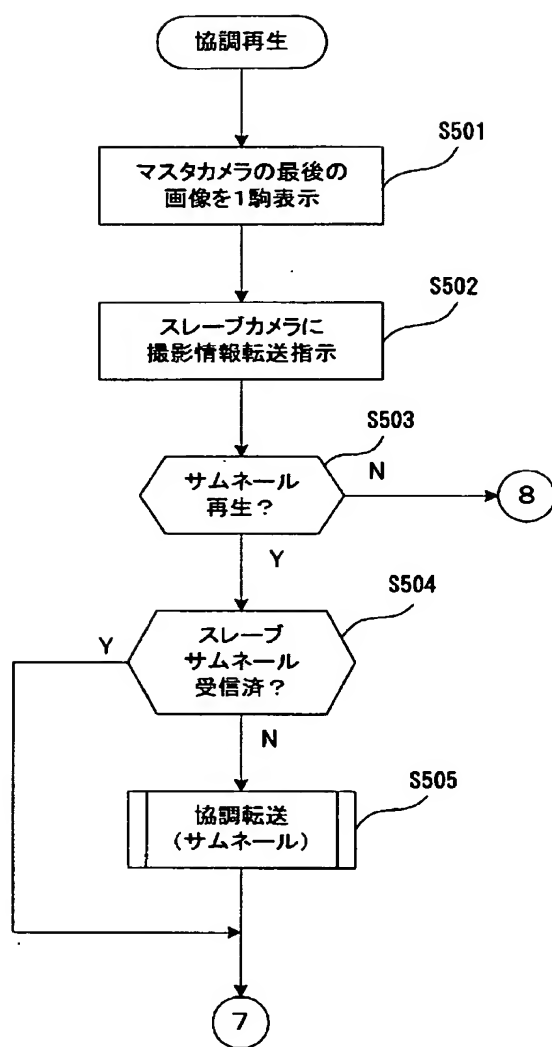 協調再生
S501
マスタカメラの最後の
画像を1駒表示
S502
スレーブカメラに
撮影情報転送指示
S503
サムネール
再生?
N
8
Y
S504
Y
スレーブ
サムネール
受信済?
N
S505
協調転送
(サムネール)
7